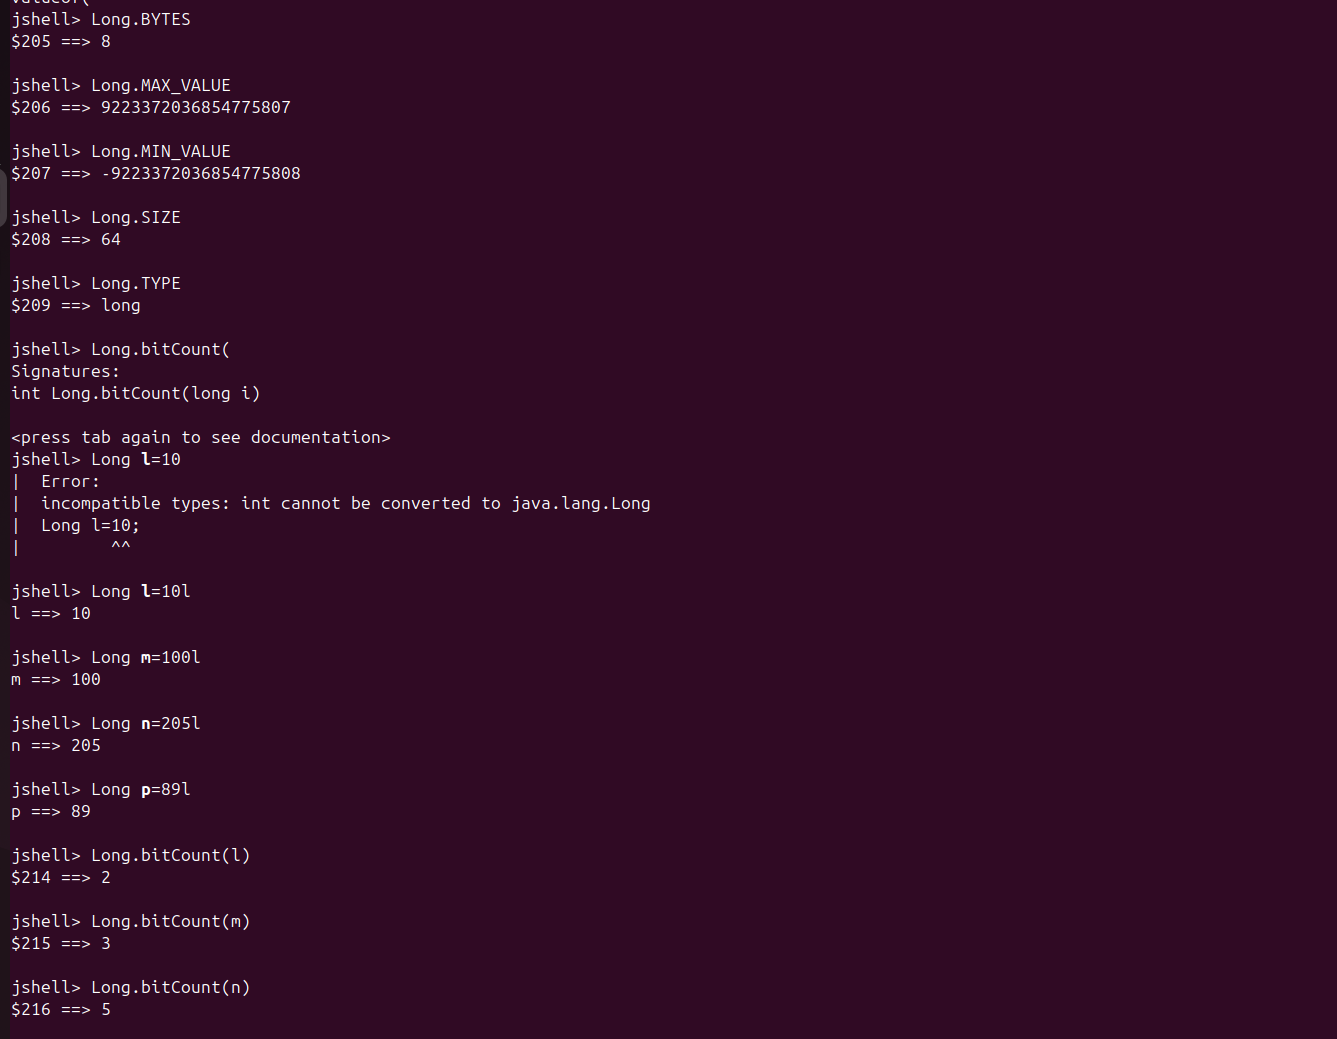 jshell> Long.BYTES
$205 ==> 8
jshell> Long.MAX_VALUE
$206 ==> 9223372036854775807
jshell> Long.MIN_VALUE
$207 ==> -9223372036854775808
jshell> Long.SIZE
$208 ==> 64
jshell> Long.TYPE
$209 ==> long
jshell> Long.bitCount(
Signatures:
int Long.bitCount(long i)
<press tab again to see documentation>
jshell> Long l=10
|  Error:
|  incompatible types: int cannot be converted to java.lang.Long
|  Long l=10;
|         ^^
jshell> Long l=10l
l ==> 10
jshell> Long m=100l
m ==> 100
jshell> Long n=205l
n ==> 205
jshell> Long p=89l
p ==> 89
jshell> Long.bitCount(l)
$214 ==> 2
jshell> Long.bitCount(m)
$215 ==> 3
jshell> Long.bitCount(n)
$216 ==> 5